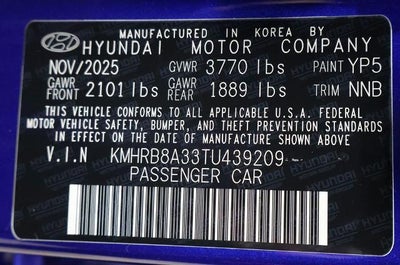 MANUFACTURED IN KOREA BY
HYUNDAI MOTOR COMPANY
NOV/2025 GVWR 3770 lbs PAINT YP5
GAWR FRONT 2101 lbs GAWR REAR 1889 lbs TRIM NNB
THIS VEHICLE CONFORMS TO ALL APPLICABLE U.S.A. FEDERAL
MOTOR VEHICLE SAFETY, BUMPER, AND THEFT PREVENTION STANDARDS
IN EFFECT ON THE DATE OF MANUFACTURE SHOWN ABOVE.
V.I.N KMHRB8A33TU439209
PASSENGER CAR